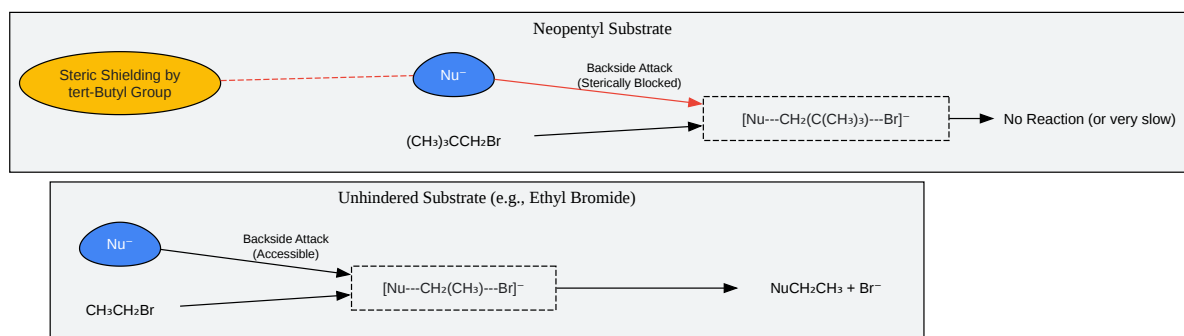 Neopentyl Substrate
Steric Shielding by
tert-Butyl Group
Nu⁻
Backside Attack
(Sterically Blocked)
(CH₃)₃CCH₂Br
[Nu---CH₂(C(CH₃)₃)---Br]⁻
No Reaction (or very slow)
Unhindered Substrate (e.g., Ethyl Bromide)
Nu⁻
Backside Attack
(Accessible)
CH₃CH₂Br
[Nu---CH₂(CH₃)---Br]⁻
NuCH₂CH₃ + Br⁻